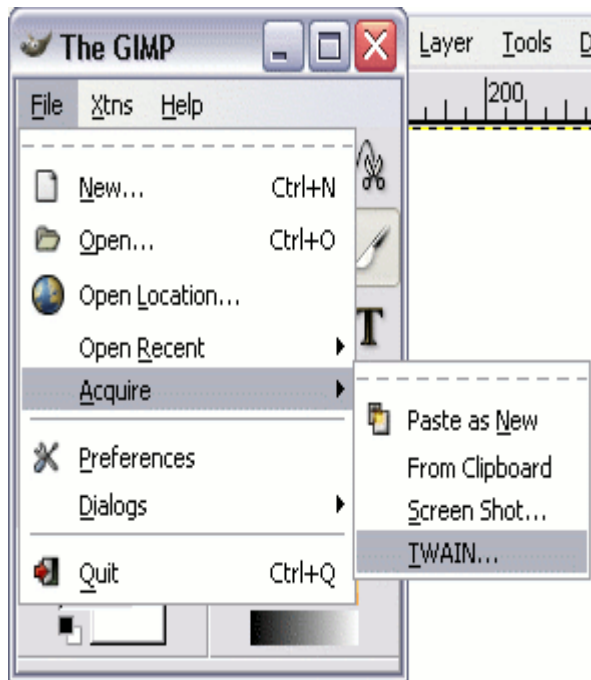 The GIMP
Layer Tools D
File Xtns Help
200
New... Ctrl+N
Open... Ctrl+O
Open Location...
T
Open Recent
Acquire
Paste as New
Preferences
From Clipboard
Dialogs
Screen Shot...
TWAIN...
Quit Ctrl+Q